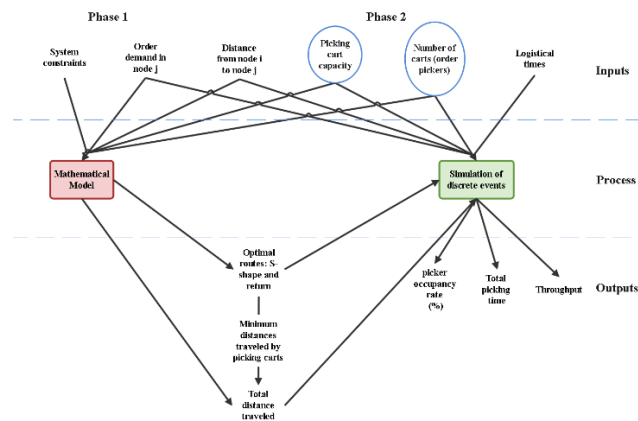 Phase 1
Phase 2
System
constraints
Order
demand in
node j
Distance
from node i
to node j
Picking
cart
capacity
Number of
carts (order
pickers)
Logistical
times
Inputs
Mathematical
Model
Simulation of
discrete events
Process
Optimal
routes: S-
shape and
return
picker
occupancy
rate
(%)
Total
picking
time
Throughput
Outputs
Minimum
distances
traveled by
picking carts
Total
distance
traveled